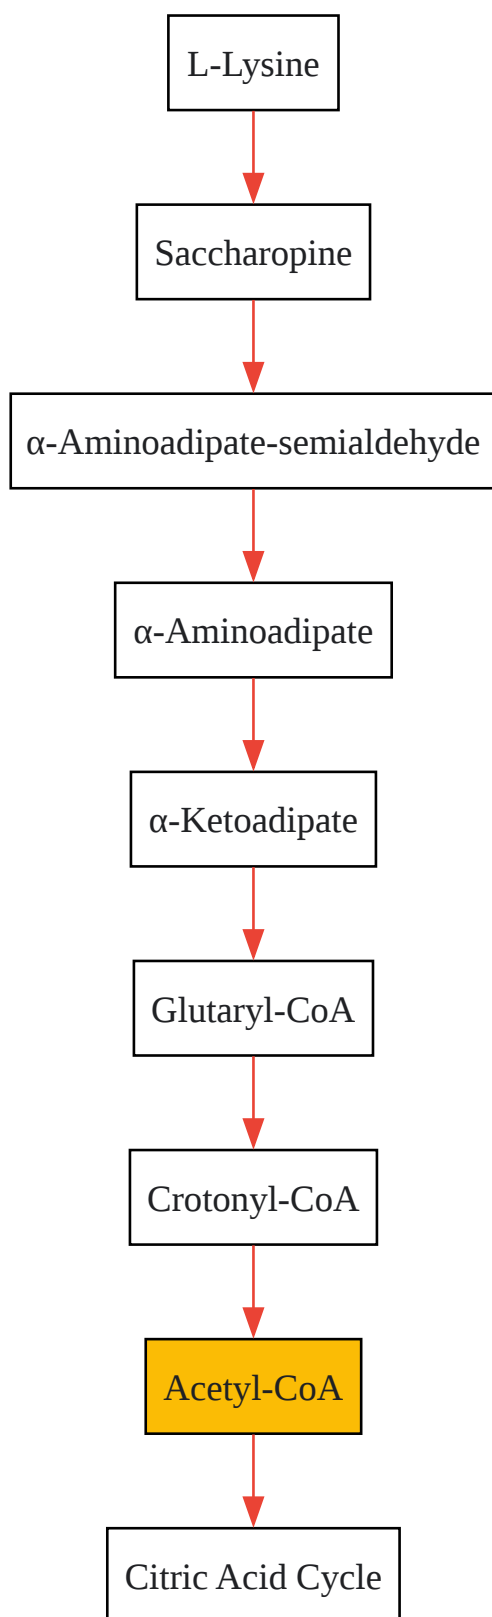 L-Lysine
Saccharopine
α-Aminoadipate-semialdehyde
α-Aminoadipate
α-Ketoadipate
Glutaryl-CoA
Crotonyl-CoA
Acetyl-CoA
Citric Acid Cycle